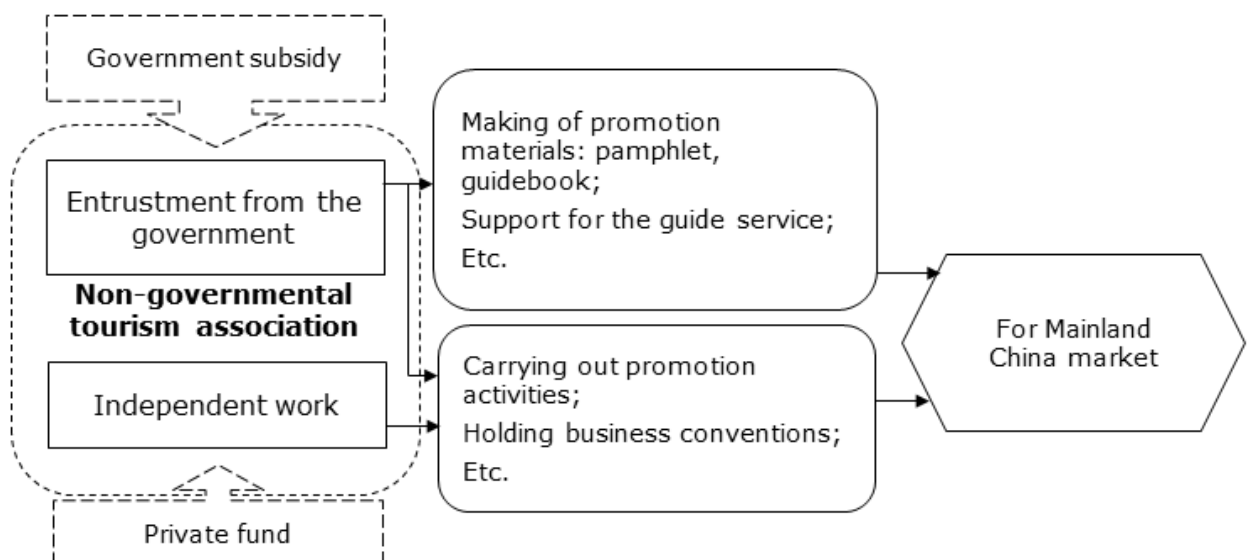 Government subsidy
Entrustment from the
government
Non-governmental
tourism association
Independent work
Private fund
Making of promotion
materials: pamphlet,
guidebook;
Support for the guide service;
Etc.
Carrying out promotion
activities;
Holding business conventions;
Etc.
For Mainland
China market